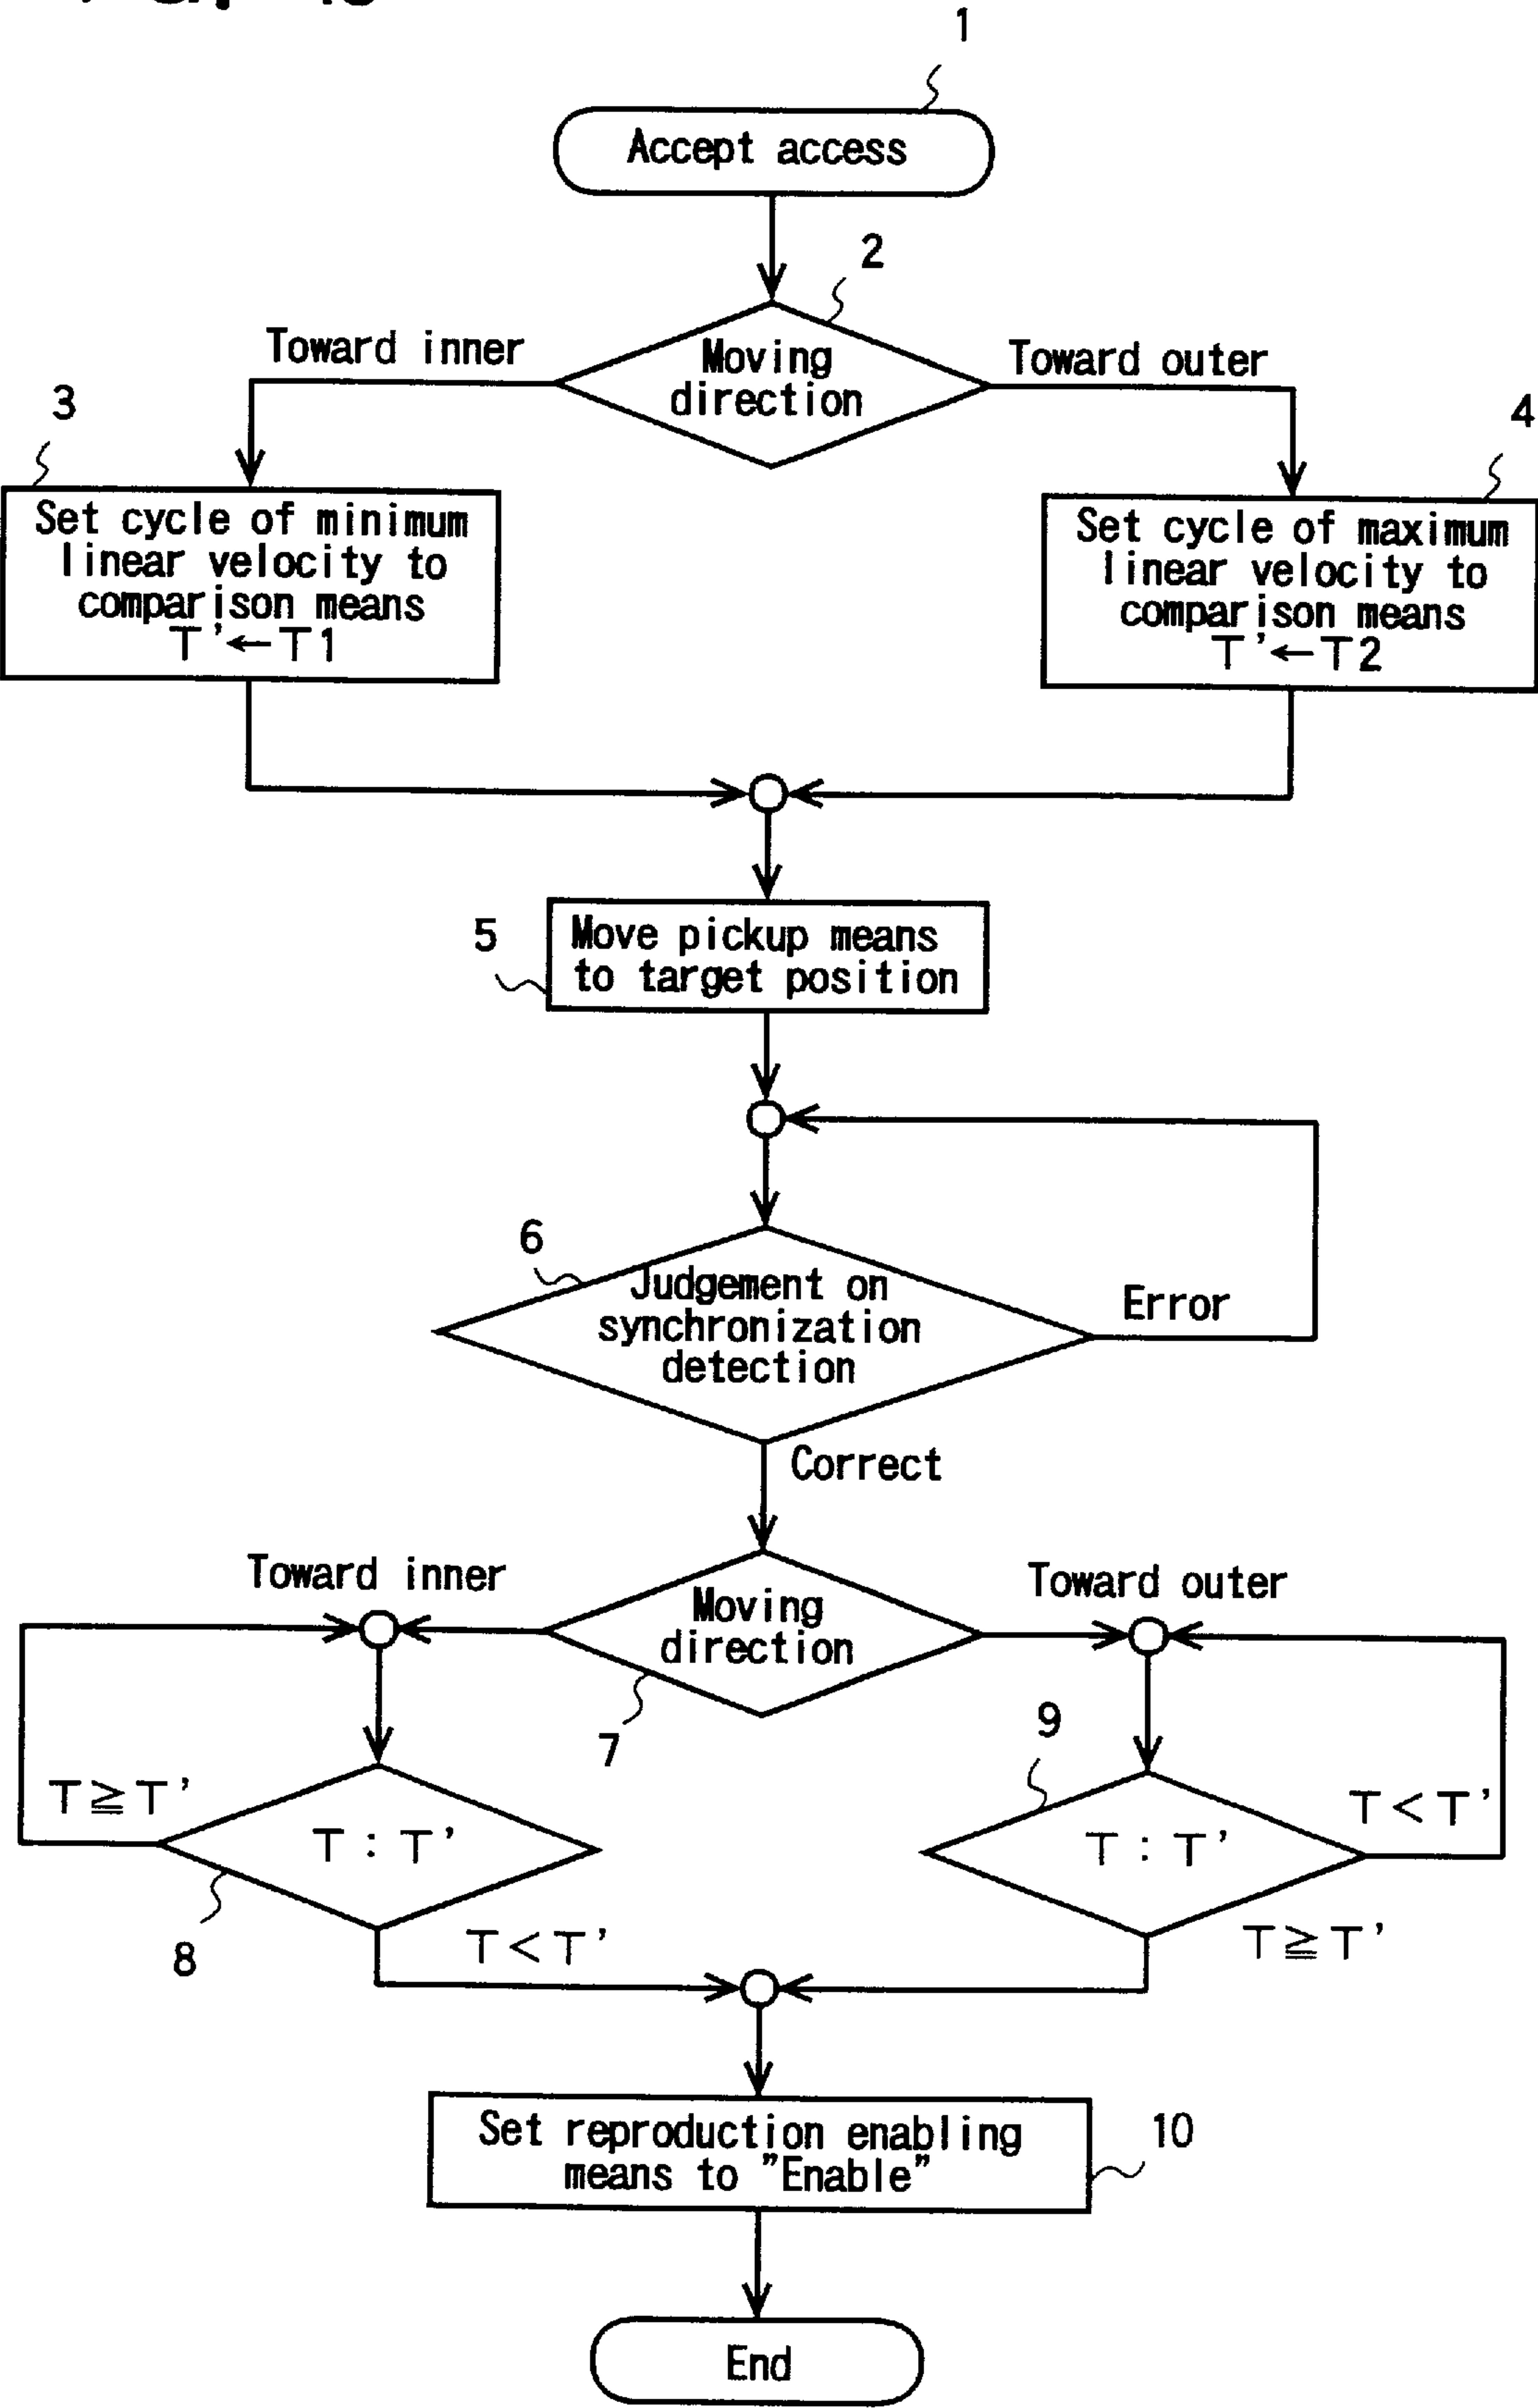 1
Accept access
2
Toward inner
Moving
direction
Toward outer
3
4
Set cycle of minimum
linear velocity to
comparison means
T'←T1
Set cycle of maximum
linear velocity to
comparison means
T'←T2
5
Move pickup means
to target position
6
Judgement on
synchronization
detection
Error
Correct
Toward inner
Moving
direction
Toward outer
7
9
T≧T'
T:T'
T:T'
T<T'
8
T<T'
T≧T'
Set reproduction enabling
means to "Enable"
10
End